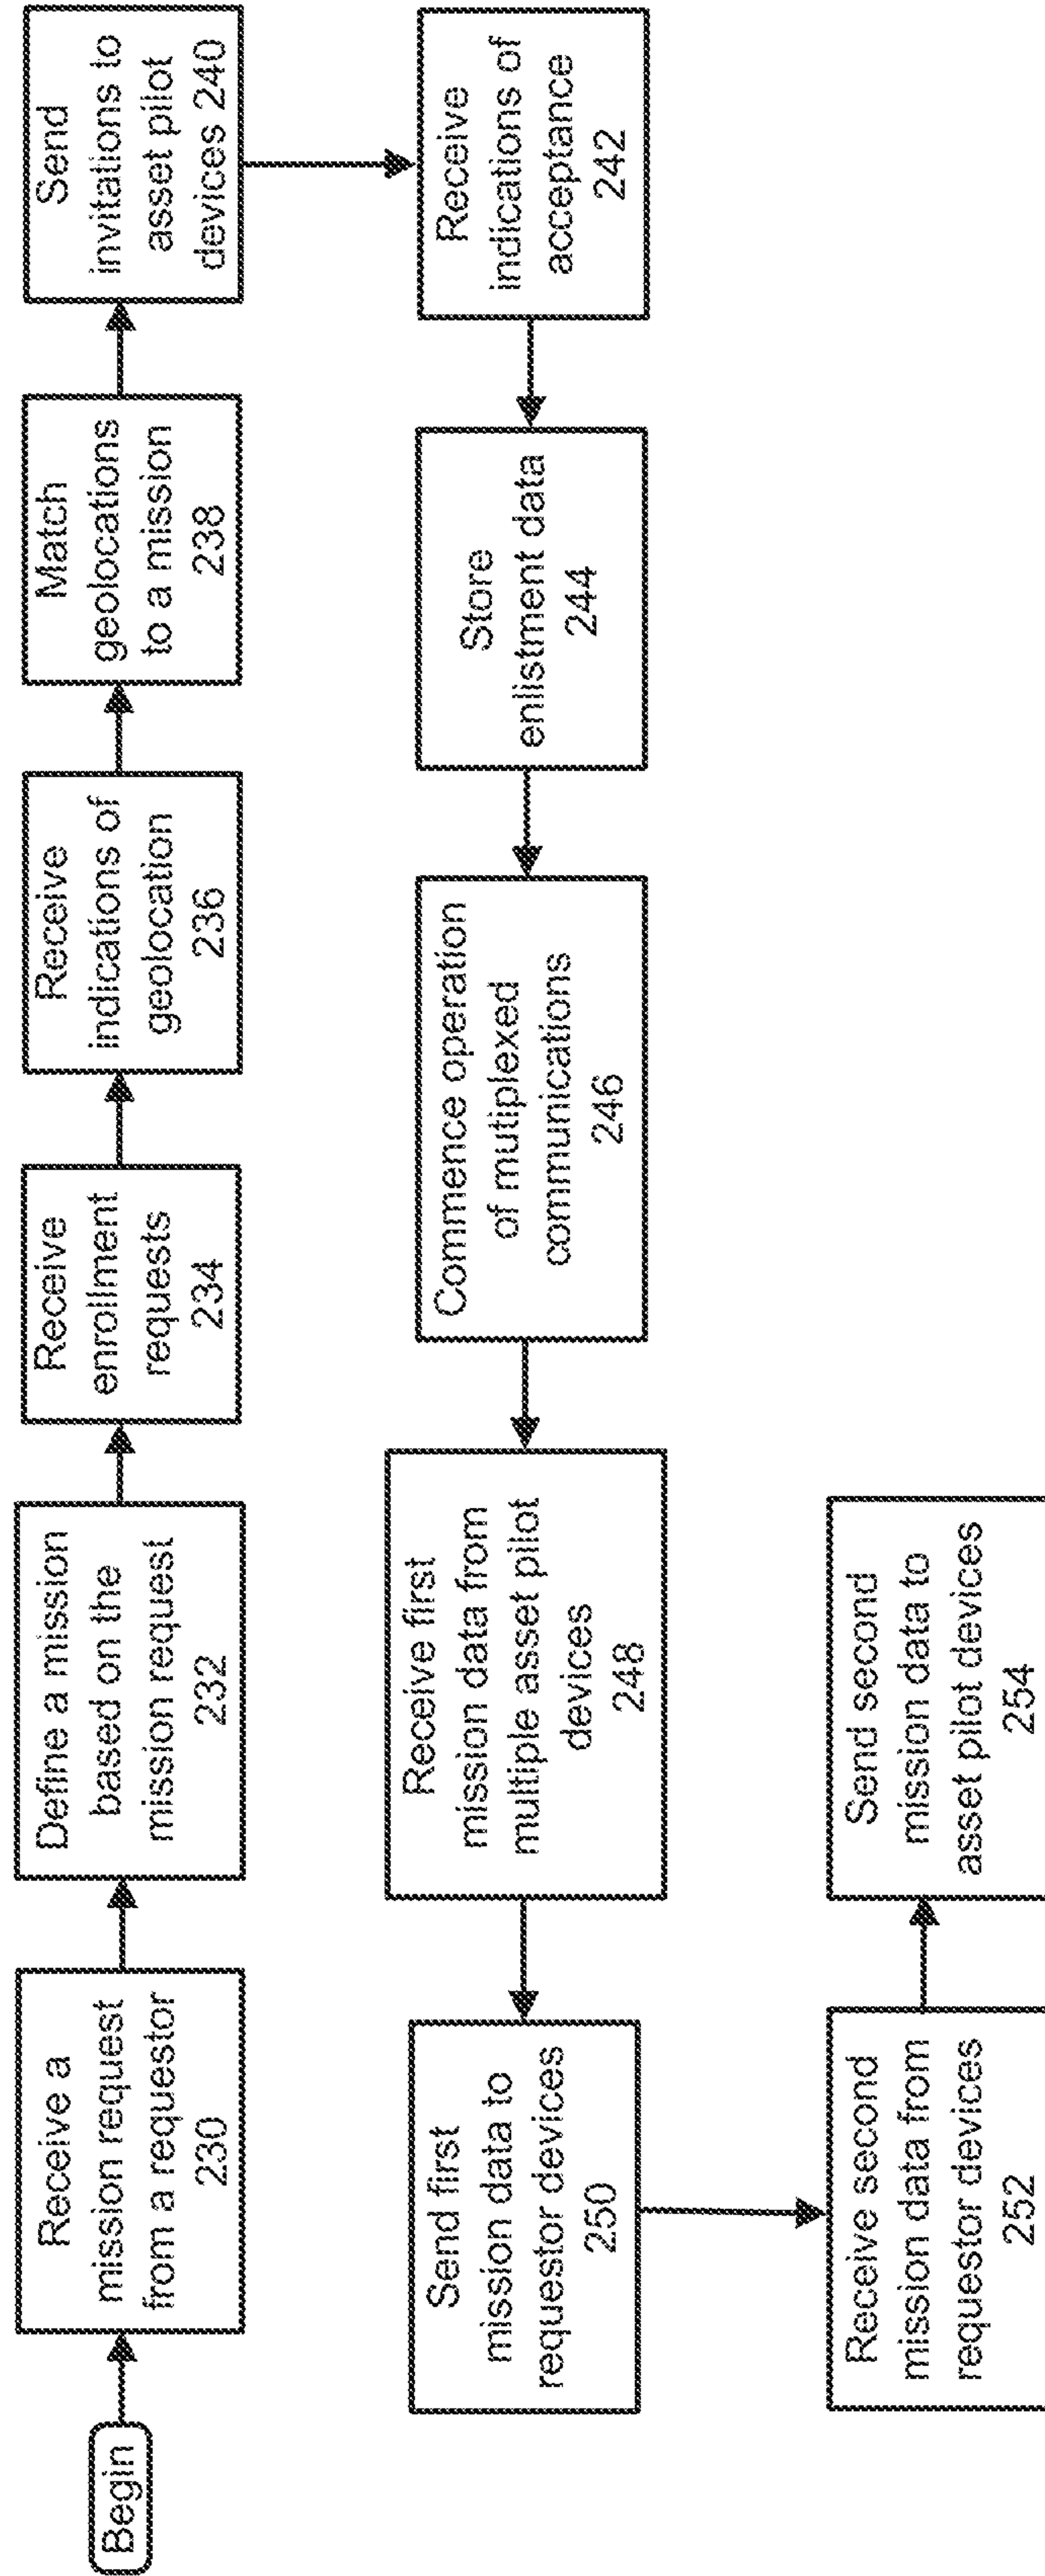 Begin
Receive a
mission request
from a requestor
230
Define a mission
based on the
mission request
232
Receive
enrollment
requests
234
Receive
indications of
geolocation
236
Match
geolocations
to a mission
238
Send
invitations to
asset pilot
devices 240
Receive
indications of
acceptance
242
Store
enlistment data
244
Commence operation
of mutiplexed
communications
246
Receive first
mission data from
multiple asset pilot
devices
248
Send first
mission data to
requestor devices
250
Receive second
mission data from
requestor devices
252
Send second
mission data to
asset pilot devices
254